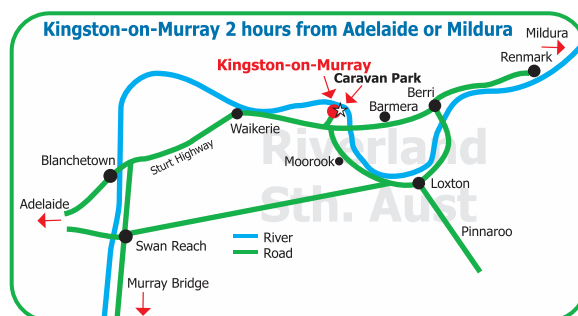 Kingston-on-Murray 2 hours from Adelaide or Mildura
Mildura
Renmark
Kingston-on-Murray
Caravan Park
Berri
Barmera
Waikerie
Riverland
Sturt Highway
Blanchetown
Moorook
Loxton
Adelaide
Sth. Aust
Pinnaroo
Swan Reach
River
Road
Murray Bridge